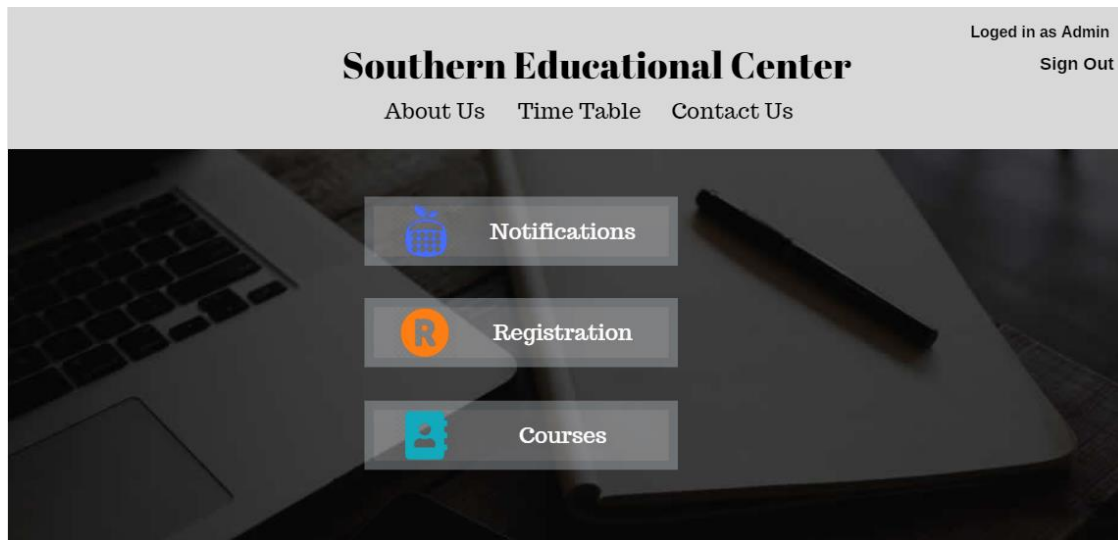 Loged in as Admin
Southern Educational Center
Sign Out
About Us Time Table Contact Us
Notifications
R Registration
Courses